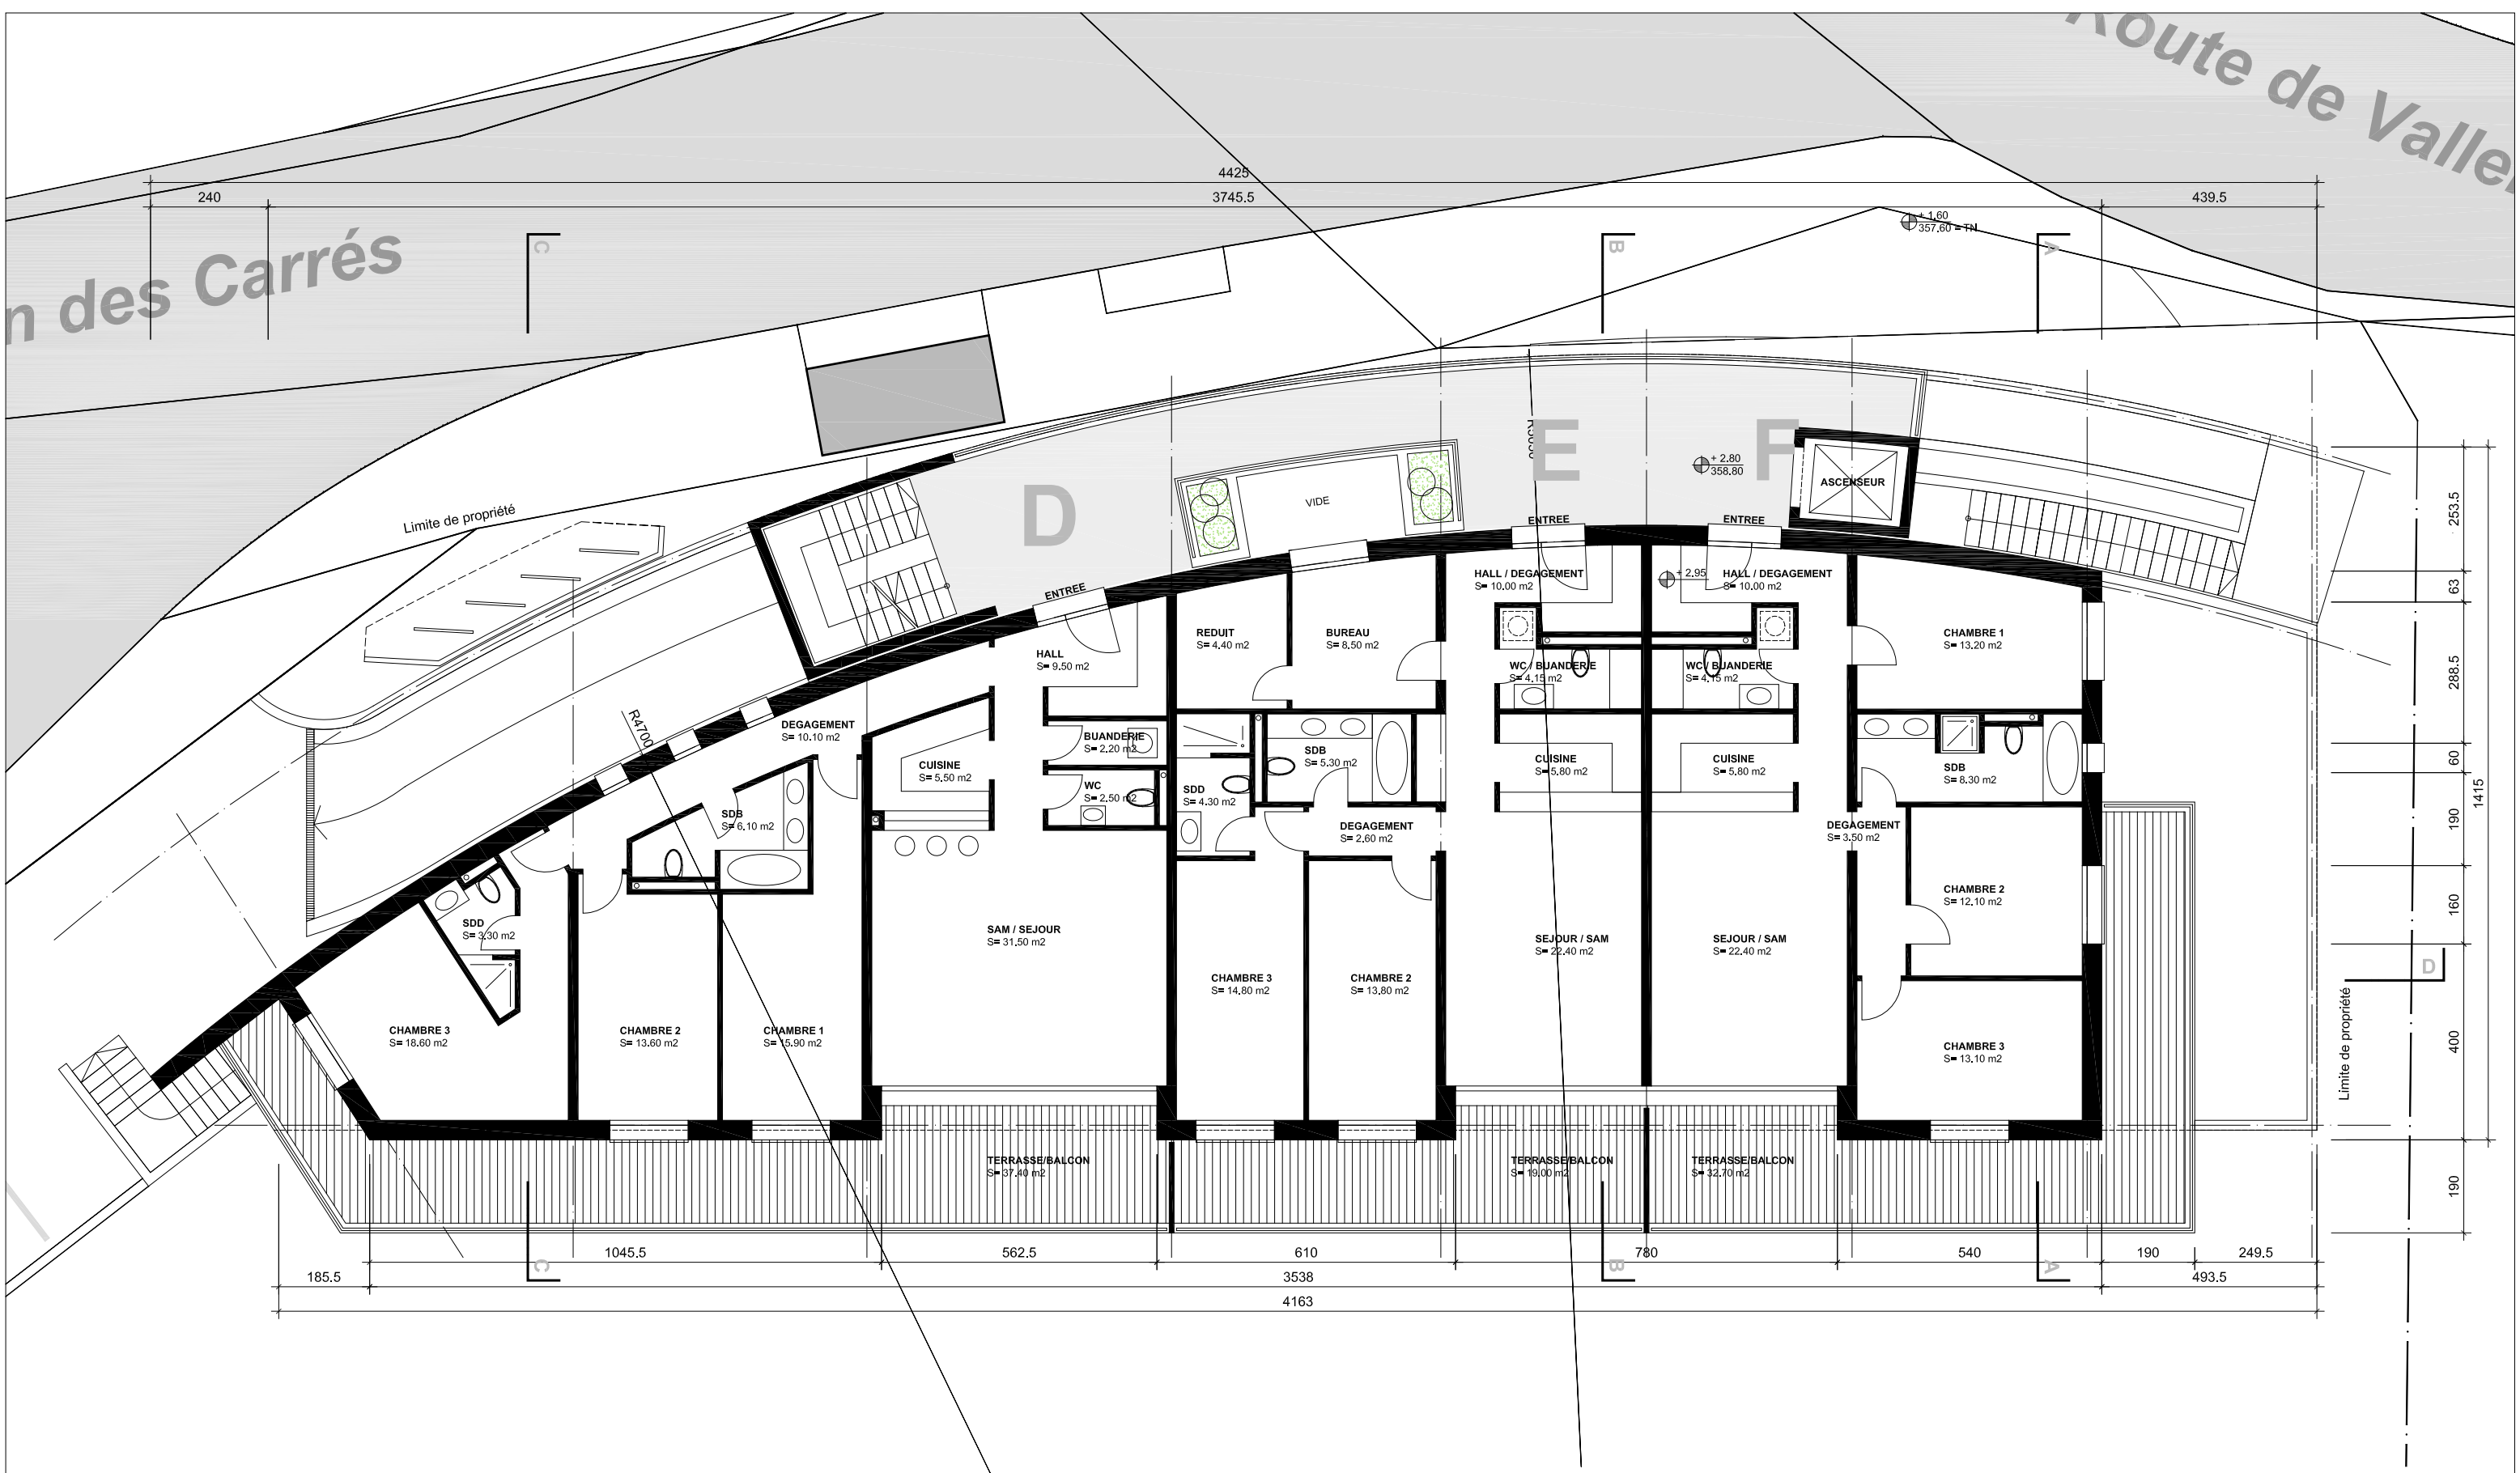 Route de Valle
4425
240
3745.5
439.5
+ 1.60
357.60 = TN
n des Carrés
C
B
A
Limite de propriété
D
E
F
+ 2.80
358.80
ASCENSEUR
VIDE
ENTREE
ENTREE
ENTREE
HALL / DEGAGEMENT
S= 10.00 m2
+ 2.95
HALL / DEGAGEMENT
S= 10.00 m2
REDUIT
S= 4.40 m2
BUREAU
S= 8.50 m2
CHAMBRE 1
S= 13.20 m2
HALL
S= 9.50 m2
WC / BUANDERIE
S= 4.15 m2
WC / BUANDERIE
S= 4.15 m2
R4700
DEGAGEMENT
S= 10.10 m2
BUANDERIE
S= 2.20 m2
CUISINE
S= 5.50 m2
SDB
S= 5.30 m2
CUISINE
S= 5.80 m2
CUISINE
S= 5.80 m2
SDB
S= 8.30 m2
WC
S= 2.50 m2
SDD
S= 4.30 m2
SDB
S= 6.10 m2
DEGAGEMENT
S= 2.60 m2
DEGAGEMENT
S= 3.50 m2
CHAMBRE 2
S= 12.10 m2
SDD
S= 3.30 m2
SAM / SEJOUR
S= 31.50 m2
SEJOUR / SAM
S= 22.40 m2
SEJOUR / SAM
S= 22.40 m2
CHAMBRE 3
S= 14.80 m2
CHAMBRE 2
S= 13.80 m2
CHAMBRE 3
S= 18.60 m2
CHAMBRE 2
S= 13.60 m2
CHAMBRE 1
S= 15.90 m2
CHAMBRE 3
S= 13.10 m2
D
Limite de propriété
253.5
63
288.5
60
190
160
400
190
1415
TERRASSE/BALCON
S= 37.40 m2
TERRASSE/BALCON
S= 19.00 m2
TERRASSE/BALCON
S= 32.70 m2
1045.5
562.5
610
780
540
190
249.5
C
B
A
185.5
3538
493.5
4163